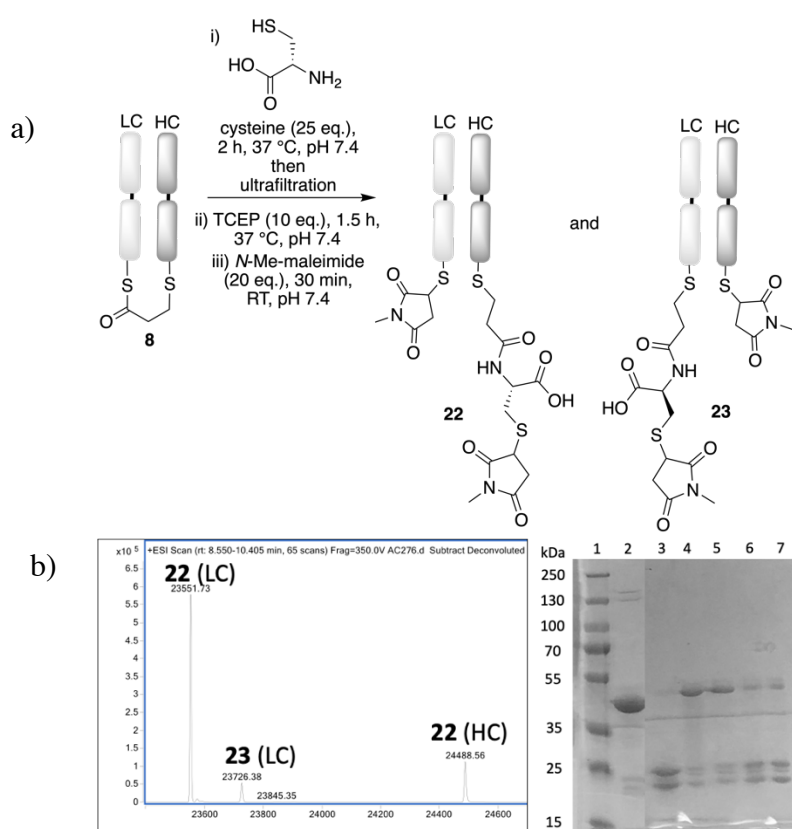 a)
i)
HS
HO
O
NH2
LC HC
S
S
O
8
cysteine (25 eq.),
2 h, 37 °C, pH 7.4
then
ultrafiltration
ii) TCEP (10 eq.), 1.5 h,
37 °C, pH 7.4
iii) N-Me-maleimide
(20 eq.), 30 min,
RT, pH 7.4
LC HC
S
S
O
N
O
O
NH
O
OH
S
O
N
O
22
and
LC HC
S
S
O
N
O
O
NH
O
HO
S
O
N
O
23
b)
x10 5
+ESI Scan (rt: 8.550-10.405 min, 65 scans) Frag=350.0V AC276.d Subtract Deconvoluted
6.5
6
5.5
5
4.5
4
3.5
3
2.5
2
1.5
1
0.5
0
22 (LC)
23551.73
23 (LC)
23726.38
23845.35
22 (HC)
24488.56
23600 23800 24000 24200 24400 24600
kDa 1 2 3 4 5 6 7
250
130
100
70
55
35
25
15